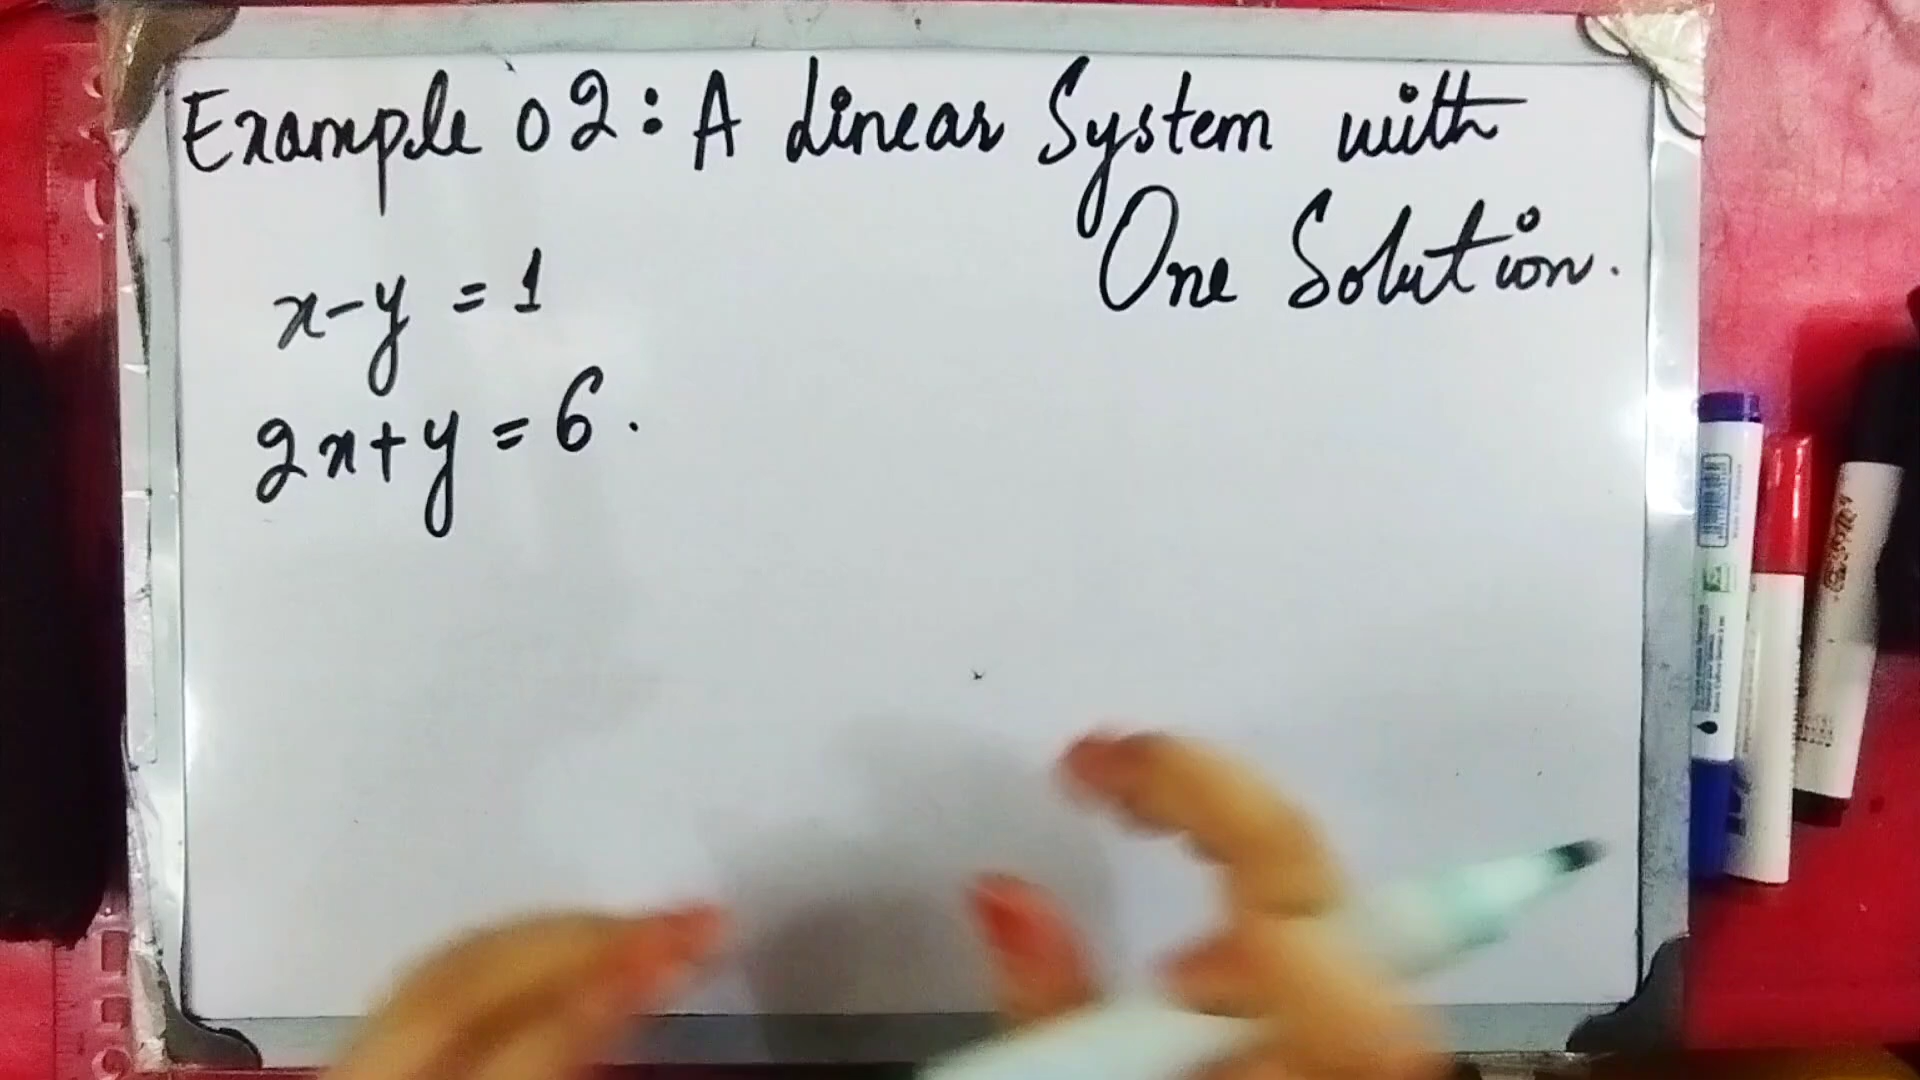 Example 02: A Linear System with
One Solution.
x-y = 1
2x+y = 6.